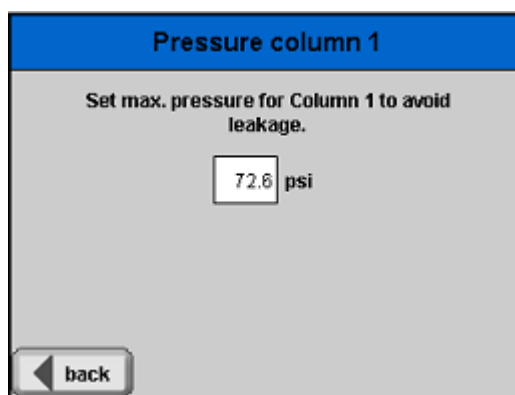 Pressure column 1
Set max. pressure for Column 1 to avoid
leakage.
72.6 psi
back